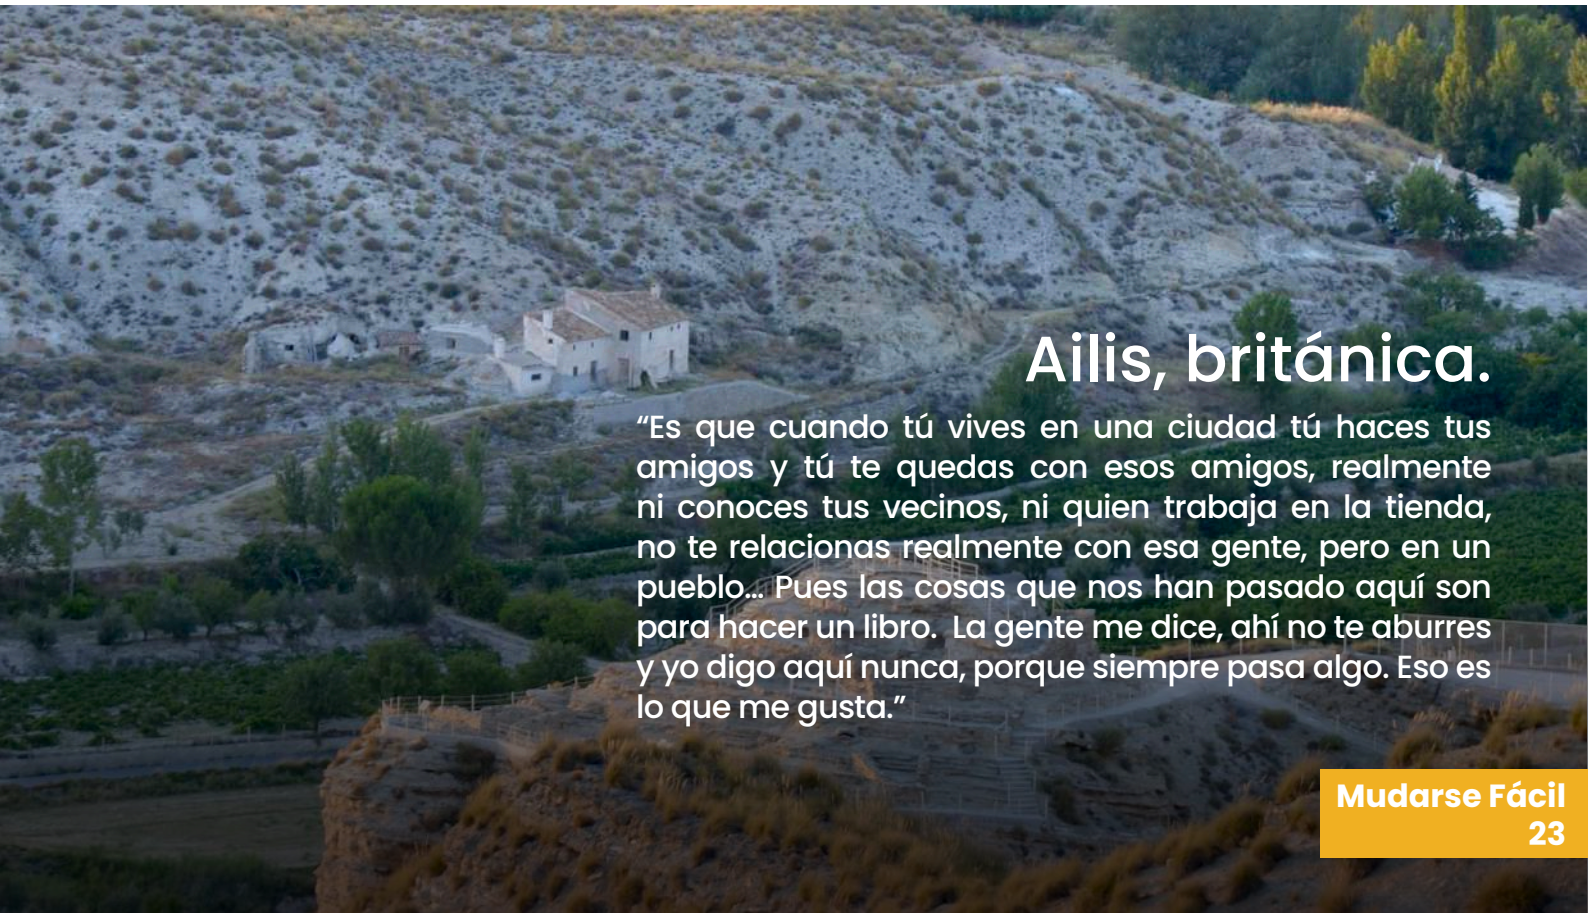 Ailis, británica.
“Es que cuando tú vives en una ciudad tú haces tus
amigos y tú te quedas con esos amigos, realmente
ni conoces tus vecinos, ni quien trabaja en la tienda,
no te relacionas realmente con esa gente, pero en un
pueblo... Pues las cosas que nos han pasado aquí son
para hacer un libro.  La gente me dice, ahí no te aburres
y yo digo aquí nunca, porque siempre pasa algo. Eso es
lo que me gusta.”
Mudarse Fácil
23